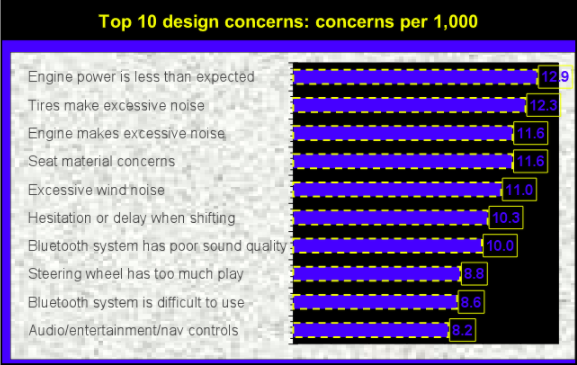 Top 10 design concerns: concerns per 1,000
Engine power is less than expected 12.9
Tires make excessive noise 12.3
Engine makes excessive noise 11.6
Seat material concerns 11.6
Excessive wind noise 11.0
Hesitation or delay when shifting 10.3
Bluetooth system has poor sound quality 10.0
Steering wheel has too much play 8.8
Bluetooth system is difficult to use 8.6
Audio/entertainment/nav controls 8.2